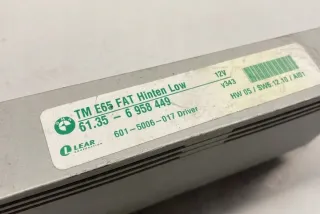 TM E65 FAT Hinten Low
12V
61.35 - 6 958 449
v343
601-5006-017 Driver
HW 05 / SWE 12.10 / AI01
LEAR